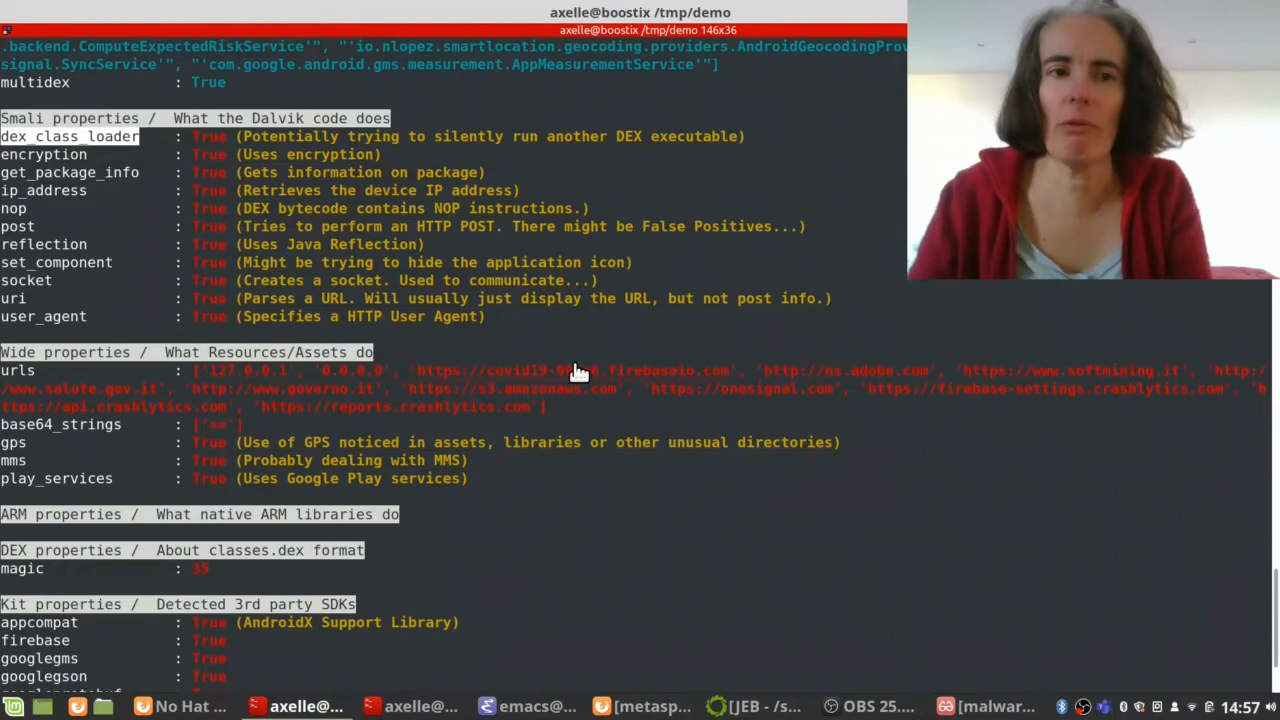 axelle@boostix /tmp/demo
axelle@boostix /tmp/demo 146x36
.backend.ComputeExpectedRiskService'", "'io.nlopez.smartlocation.geocoding.providers.AndroidGeocodingProv
signal.SyncService'", "'com.google.android.gms.measurement.AppMeasurementService'"]
multidex : True
Smali properties / What the Dalvik code does
dex_class_loader : True (Potentially trying to silently run another DEX executable)
encryption : True (Uses encryption)
get_package_info : True (Gets information on package)
ip_address : True (Retrieves the device IP address)
nop : True (DEX bytecode contains NOP instructions.)
post : True (Tries to perform an HTTP POST. There might be False Positives...)
reflection : True (Uses Java Reflection)
set_component : True (Might be trying to hide the application icon)
socket : True (Creates a socket. Used to communicate...)
uri : True (Parses a URL. Will usually just display the URL, but not post info.)
user_agent : True (Specifies a HTTP User Agent)
Wide properties / What Resources/Assets do
urls : ['127.0.0.1', '0.0.0.0', 'https://covid19- .firebaseio.com', 'http://ns.adobe.com', 'https://www.softmining.it', 'http:/
/www.salute.gov.it', 'http://www.governo.it', 'https://s3.amazonaws.com', 'https://onesignal.com', 'https://firebase-settings.crashlytics.com', 'h
ttps://api.crashlytics.com', 'https://reports.crashlytics.com']
base64_strings : ['==']
gps : True (Use of GPS noticed in assets, libraries or other unusual directories)
mms : True (Probably dealing with MMS)
play_services : True (Uses Google Play services)
ARM properties / What native ARM libraries do
DEX properties / About classes.dex format
magic : 35
Kit properties / Detected 3rd party SDKs
appcompat : True (AndroidX Support Library)
firebase : True
googlegms : True
googlegson : True
No Hat ...
axelle@...
axelle@...
emacs@...
[metasp...
[JEB - /s...
OBS 25....
[malwar...
14:57